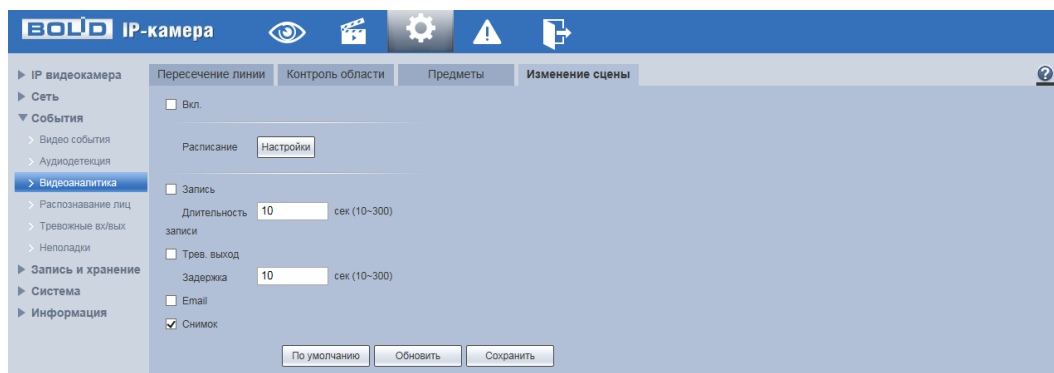 BOLID IP-камера
Пересечение линии Контроль области Предметы Изменение сцены ?
IP видеокамера
Сеть
События
Видео события
Аудиодетекция
Видеоаналитика
Распознавание лиц
Тревожные вх/вых
Неполадки
Запись и хранение
Система
Информация
Вкл.
Расписание Настройки
Запись
Длительность записи 10 сек (10~300)
Трев. выход
Задержка 10 сек (10~300)
Email
Снимок
По умолчанию Обновить Сохранить